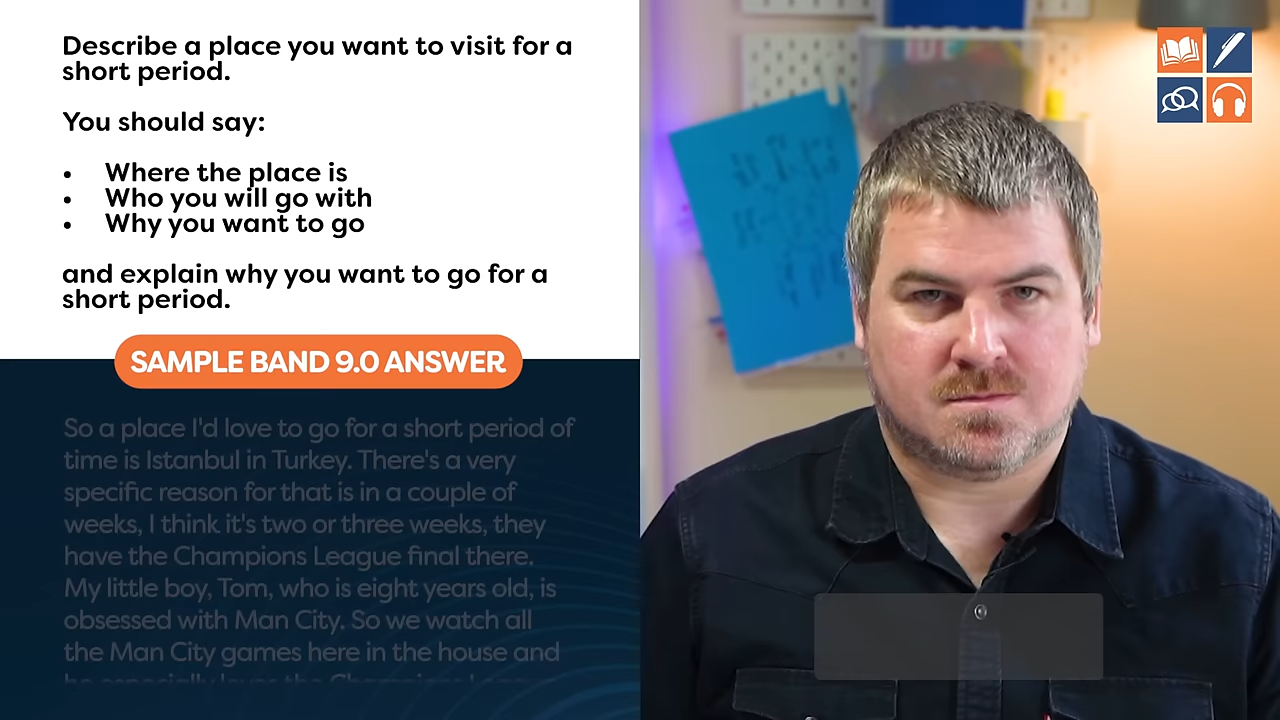 Describe a place you want to visit for a
short period.
You should say:
• Where the place is
• Who you will go with
• Why you want to go
and explain why you want to go for a
short period.
SAMPLE BAND 9.0 ANSWER
So a place I'd love to go for a short period of
time is Istanbul in Turkey. There's a very
specific reason for that is in a couple of
weeks, I think it's two or three weeks, they
have the Champions League final there.
My little boy, Tom, who is eight years old, is
obsessed with Man City. So we watch all
the Man City games here in the house and